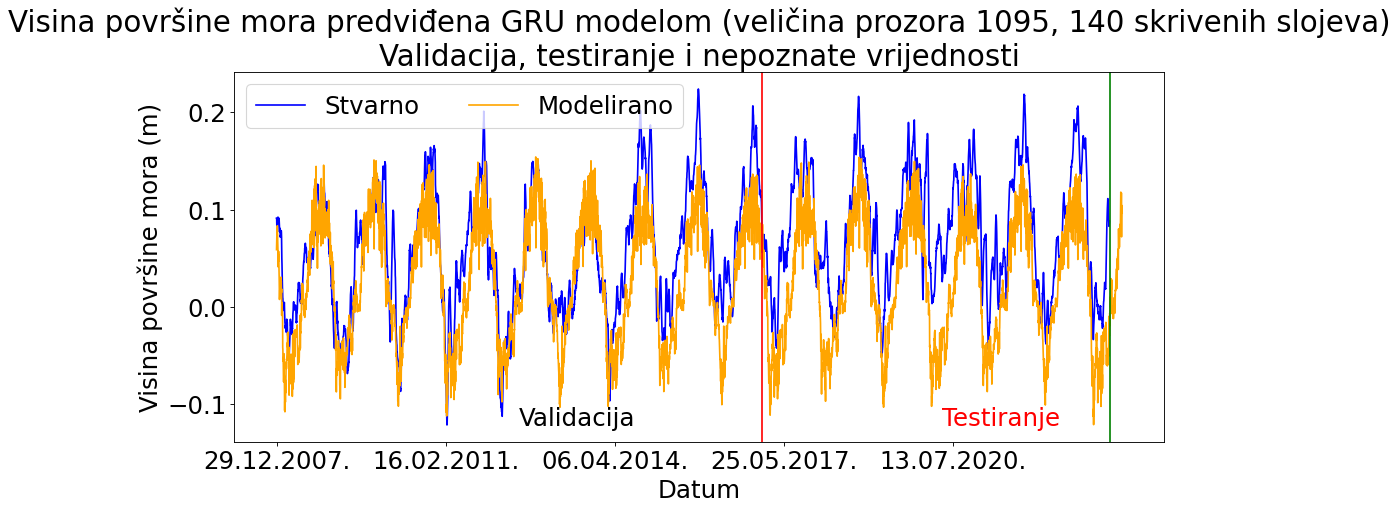 Visina površine mora predviđena GRU modelom (veličina prozora 1095, 140 skrivenih slojeva)
Validacija, testiranje i nepoznate vrijednosti
Stvarno
Modelirano
Visina površine mora (m)
0.2
0.1
0.0
−0.1
Validacija
Testiranje
29.12.2007.
16.02.2011.
06.04.2014.
25.05.2017.
13.07.2020.
Datum